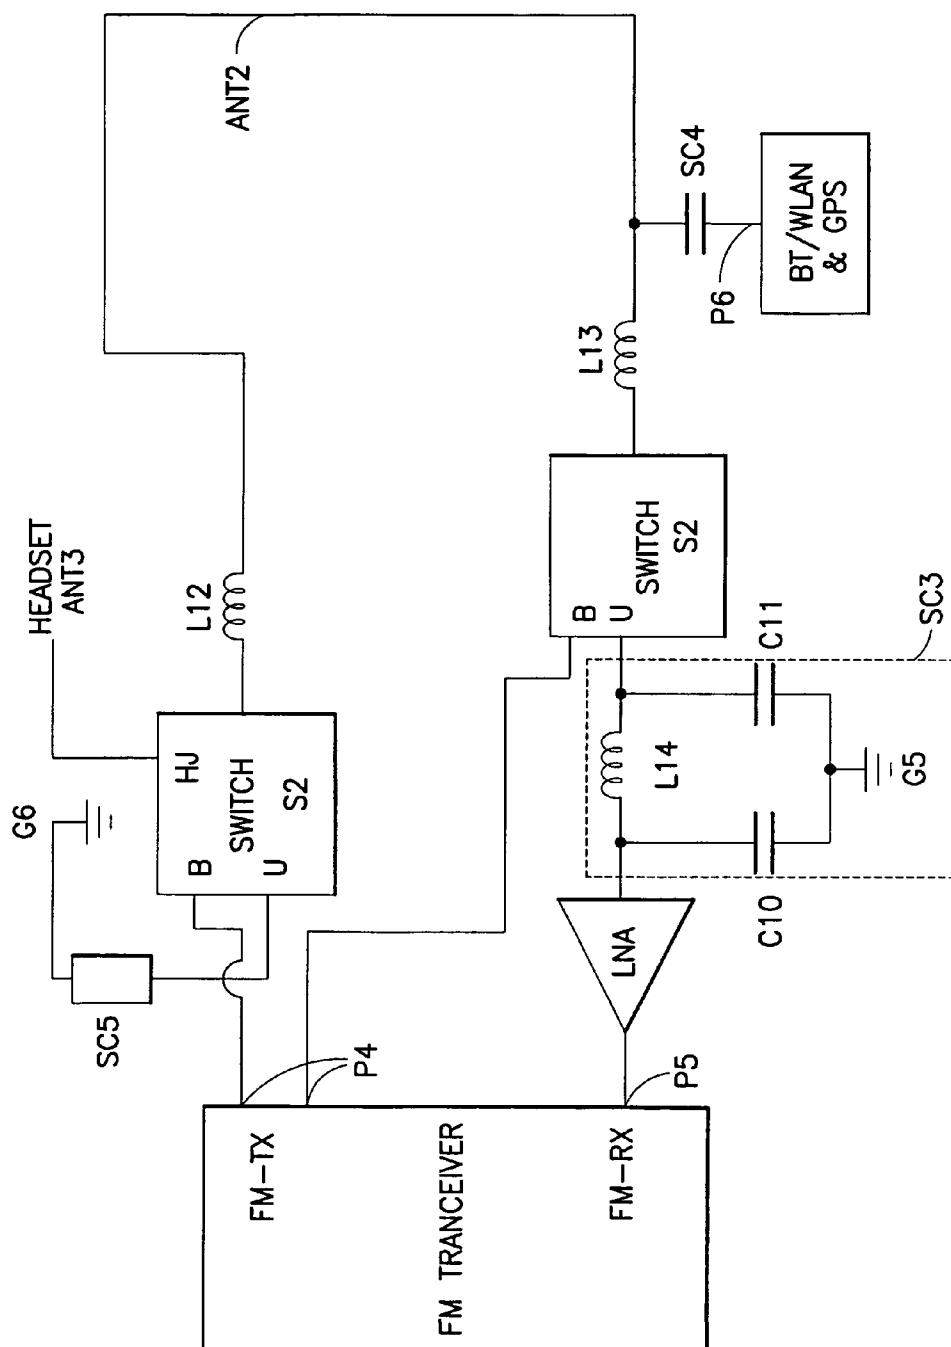 ANT2
HEADSET
ANT3
G6
L12
HJ
SWITCH
S2
B
U
SC5
P4
FM-TX
FM TRANCEIVER
FM-RX
P5
LNA
B
U
SWITCH
S2
L13
SC4
P6
BT/WLAN
& GPS
SC3
L14
C11
C10
G5